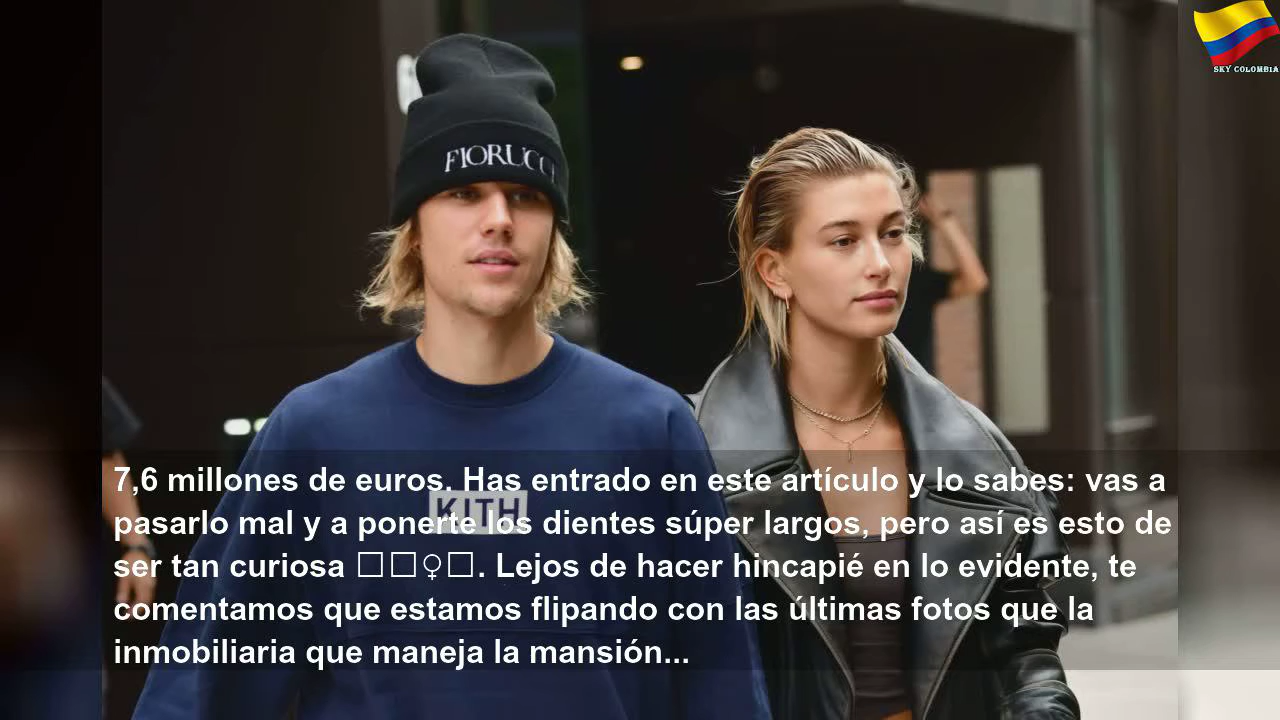 SKY COLOMBIA
FIORUCCI
KITH
7,6 millones de euros. Has entrado en este artículo y lo sabes: vas a
pasarlo mal y a ponerte los dientes súper largos, pero así es esto de
ser tan curiosa □□♀□. Lejos de hacer hincapié en lo evidente, te
comentamos que estamos flipando con las últimas fotos que la
inmobiliaria que maneja la mansión...